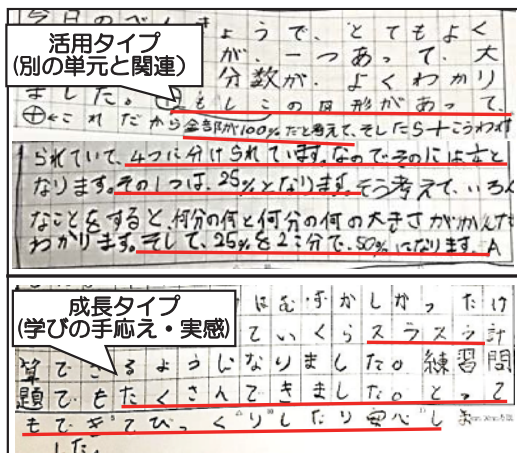 今日のべんきょうで、とてもよく
活用タイプ
(別の単元と関連)
が、一つあって、大
分数が、よくわかり
ました。もしこの図形があって、
⊕←これだから全部が100%だと考えて、そしたら十こうわけ
られていて、4つに分けられています。なのでそのには立と
なります。その1つは、25%となります。そう考えて、いろん
なことをすると、何分の何と何分の何の大きさがかんたん
わかります。そして、25%を2こ分で、50%になります。A
成長タイプ
(学びの手応え・実感)
はむずかしかったけ
ていくらスラスラ計
算できるようになりました。練習問
題でもたくさんできました。とって
もできてびっくりしたり安心しま
した。